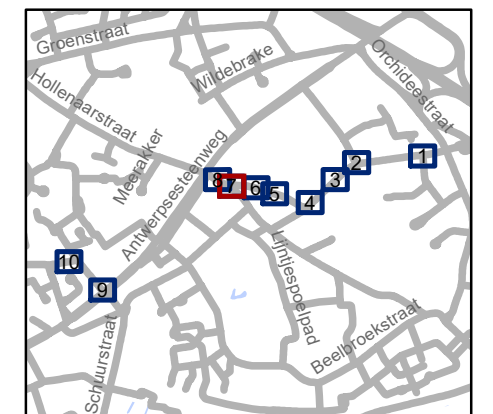 Groenstraat
Wildebrake
Orchideestraat
Hollenaarstraat
Meerakker
Antwerpsesteenweg
1
2
3
4
5
6
7
8
Lijntjespoelpad
10
9
Schuurstraat
Beelbroekstraat